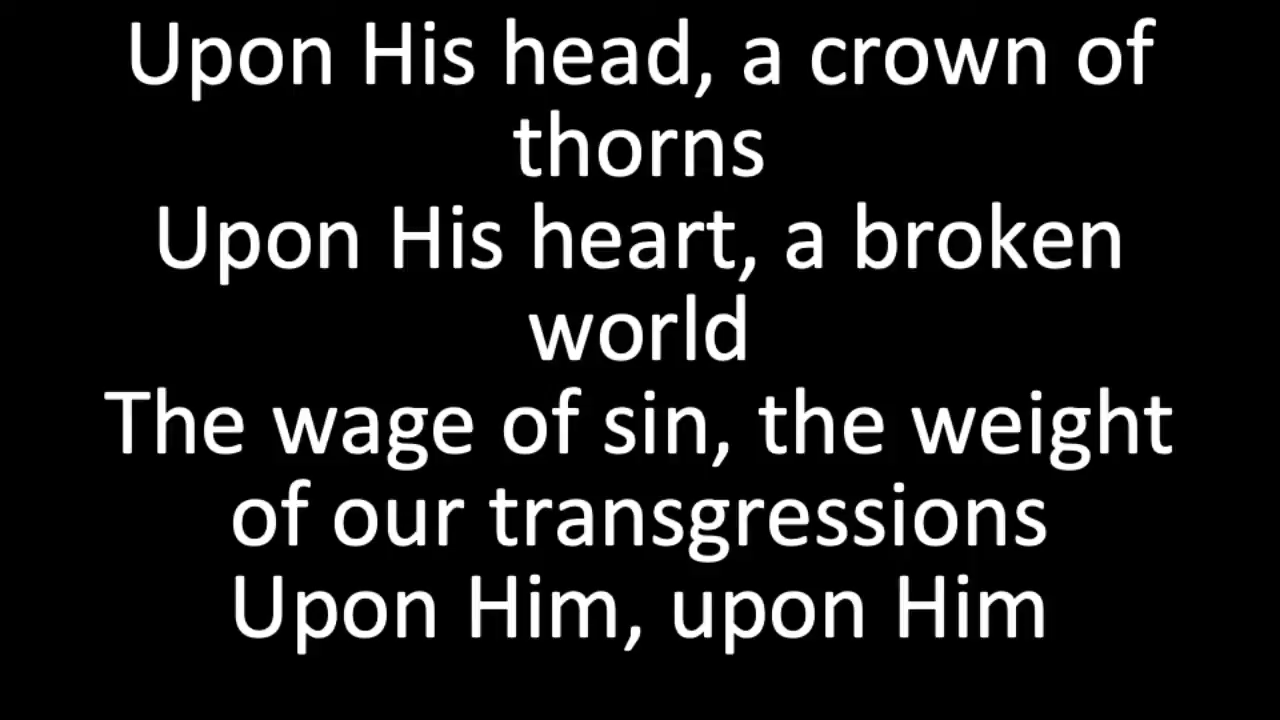 Upon His head, a crown of
thorns
Upon His heart, a broken
world
The wage of sin, the weight
of our transgressions
Upon Him, upon Him